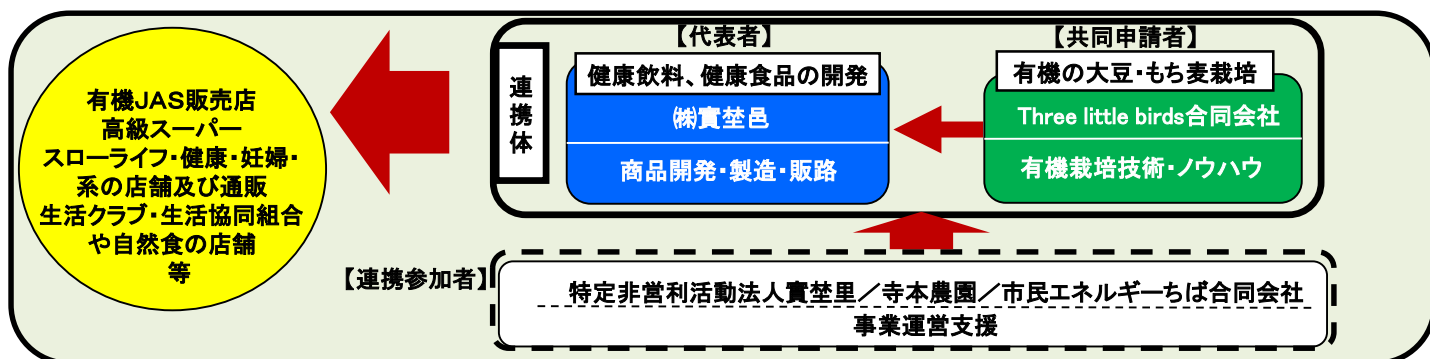 有機JAS販売店
高級スーパー
スローライフ・健康・妊婦・
系の店舗及び通販
生活クラブ・生活協同組合
や自然食の店舗
等
連携体
【代表者】
健康飲料、健康食品の開発
㈱實埜邑
商品開発・製造・販路
【共同申請者】
有機の大豆・もち麦栽培
Three little birds合同会社
有機栽培技術・ノウハウ
【連携参加者】
特定非営利活動法人實埜里／寺本農園／市民エネルギーちば合同会社
事業運営支援